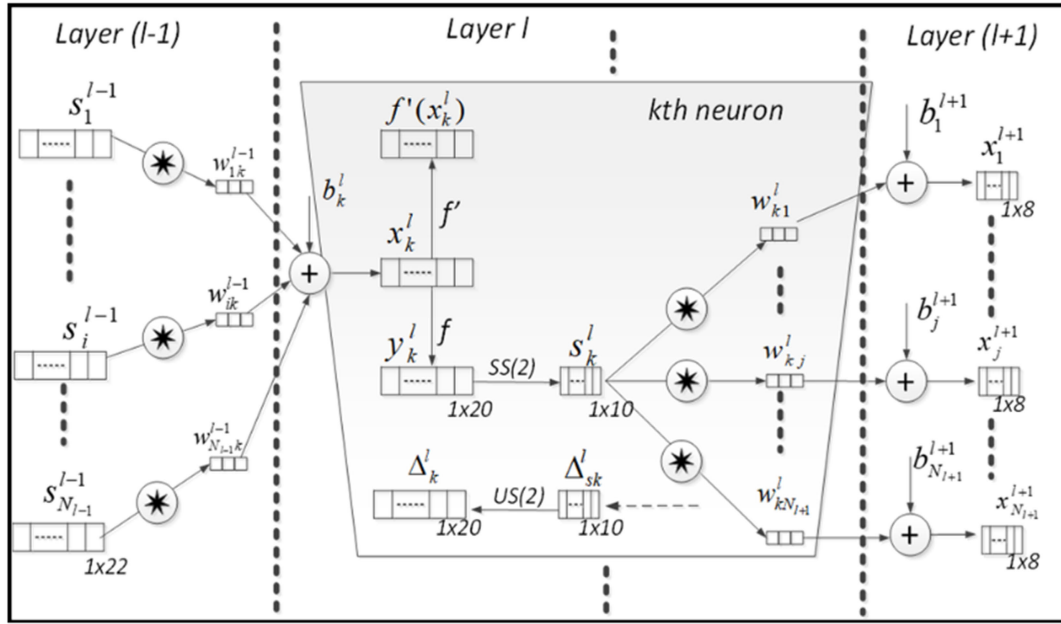 Layer (l-1)
Layer l
Layer (l+1)
s_1^{l-1}
w_{1k}^{l-1}
s_i^{l-1}
w_{ik}^{l-1}
w_{N_{l-1}k}^{l-1}
s_{N_{l-1}}^{l-1}
1x22
kth neuron
f'(x_k^l)
f'
b_k^l
x_k^l
f
y_k^l
1x20
SS(2)
s_k^l
1x10
Δ_k^l
1x20
US(2)
Δ_{sk}^l
1x10
w_{k1}^l
w_{kj}^l
w_{kN_{l+1}}^l
b_1^{l+1}
+
x_1^{l+1}
1x8
b_j^{l+1}
+
x_j^{l+1}
1x8
b_{N_{l+1}}^{l+1}
+
x_{N_{l+1}}^{l+1}
1x8
+